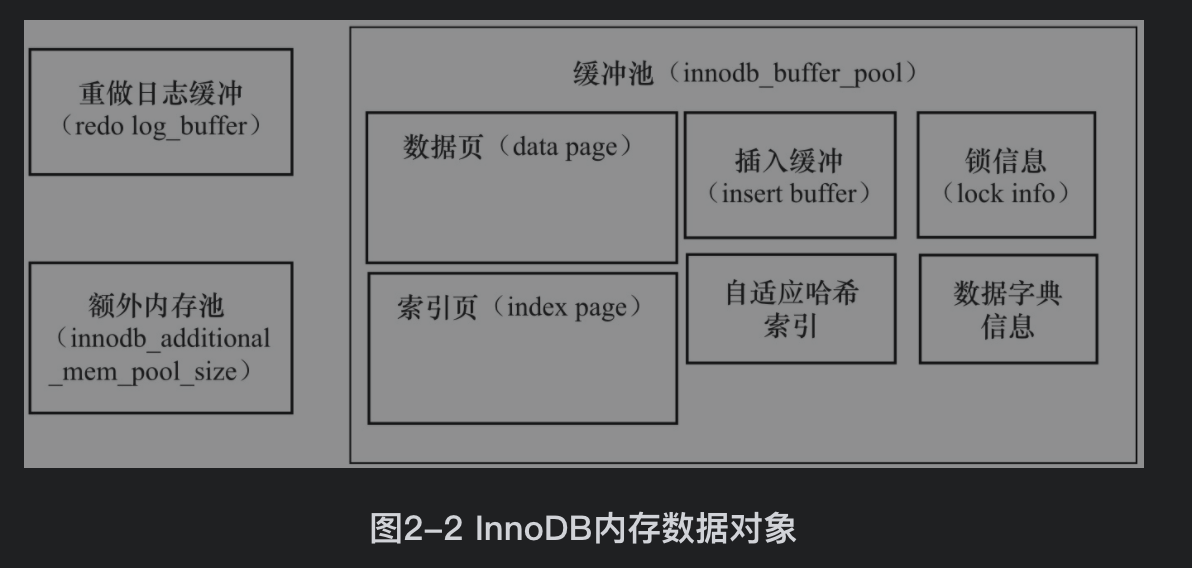 重做日志缓冲
（redo log_buffer）
额外内存池
（innodb_additional
_mem_pool_size）
缓冲池（innodb_buffer_pool）
数据页（data page）
插入缓冲
（insert buffer）
锁信息
（lock info）
索引页（index page）
自适应哈希
索引
数据字典
信息
图2-2 InnoDB内存数据对象